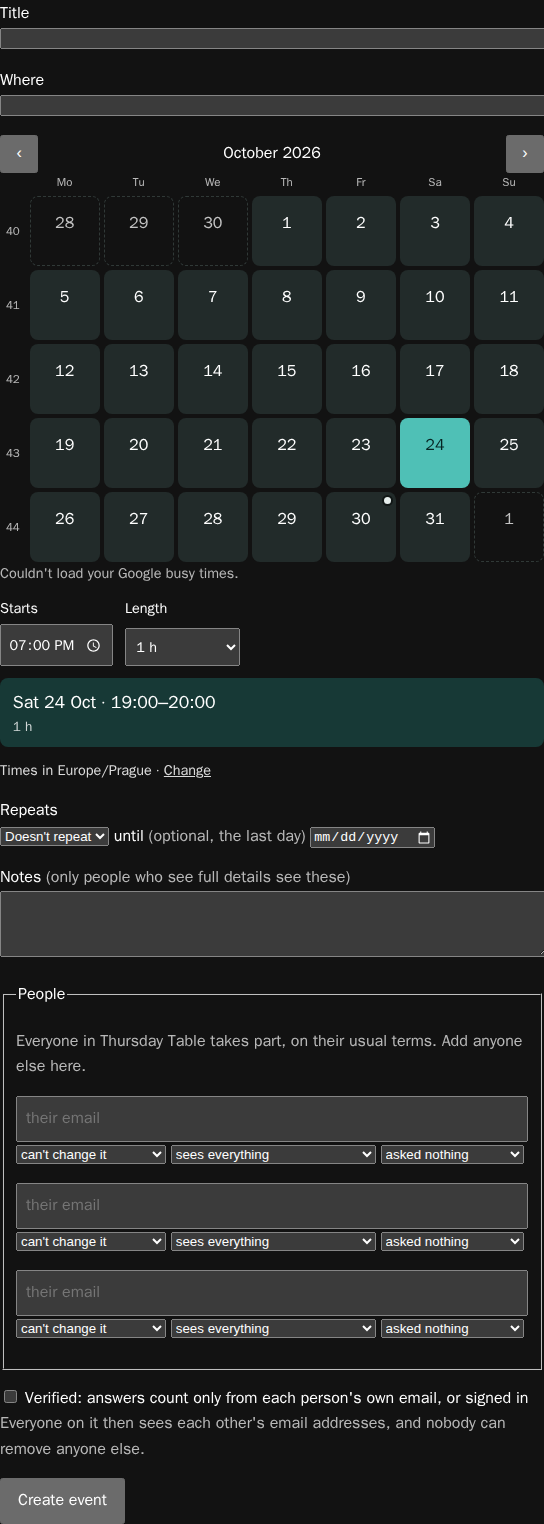 Title
Where
‹ October 2026 ›
Mo Tu We Th Fr Sa Su
40 28 29 30 1 2 3 4
41 5 6 7 8 9 10 11
42 12 13 14 15 16 17 18
43 19 20 21 22 23 24 25
44 26 27 28 29 30 31 1
Couldn't load your Google busy times.
Starts Length
07:00 PM 1 h
Sat 24 Oct · 19:00–20:00
1 h
Times in Europe/Prague · Change
Repeats
Doesn't repeat until (optional, the last day) mm/dd/yyyy
Notes (only people who see full details see these)
People
Everyone in Thursday Table takes part, on their usual terms. Add anyone
else here.
their email
can't change it sees everything asked nothing
their email
can't change it sees everything asked nothing
their email
can't change it sees everything asked nothing
Verified: answers count only from each person's own email, or signed in
Everyone on it then sees each other's email addresses, and nobody can
remove anyone else.
Create event